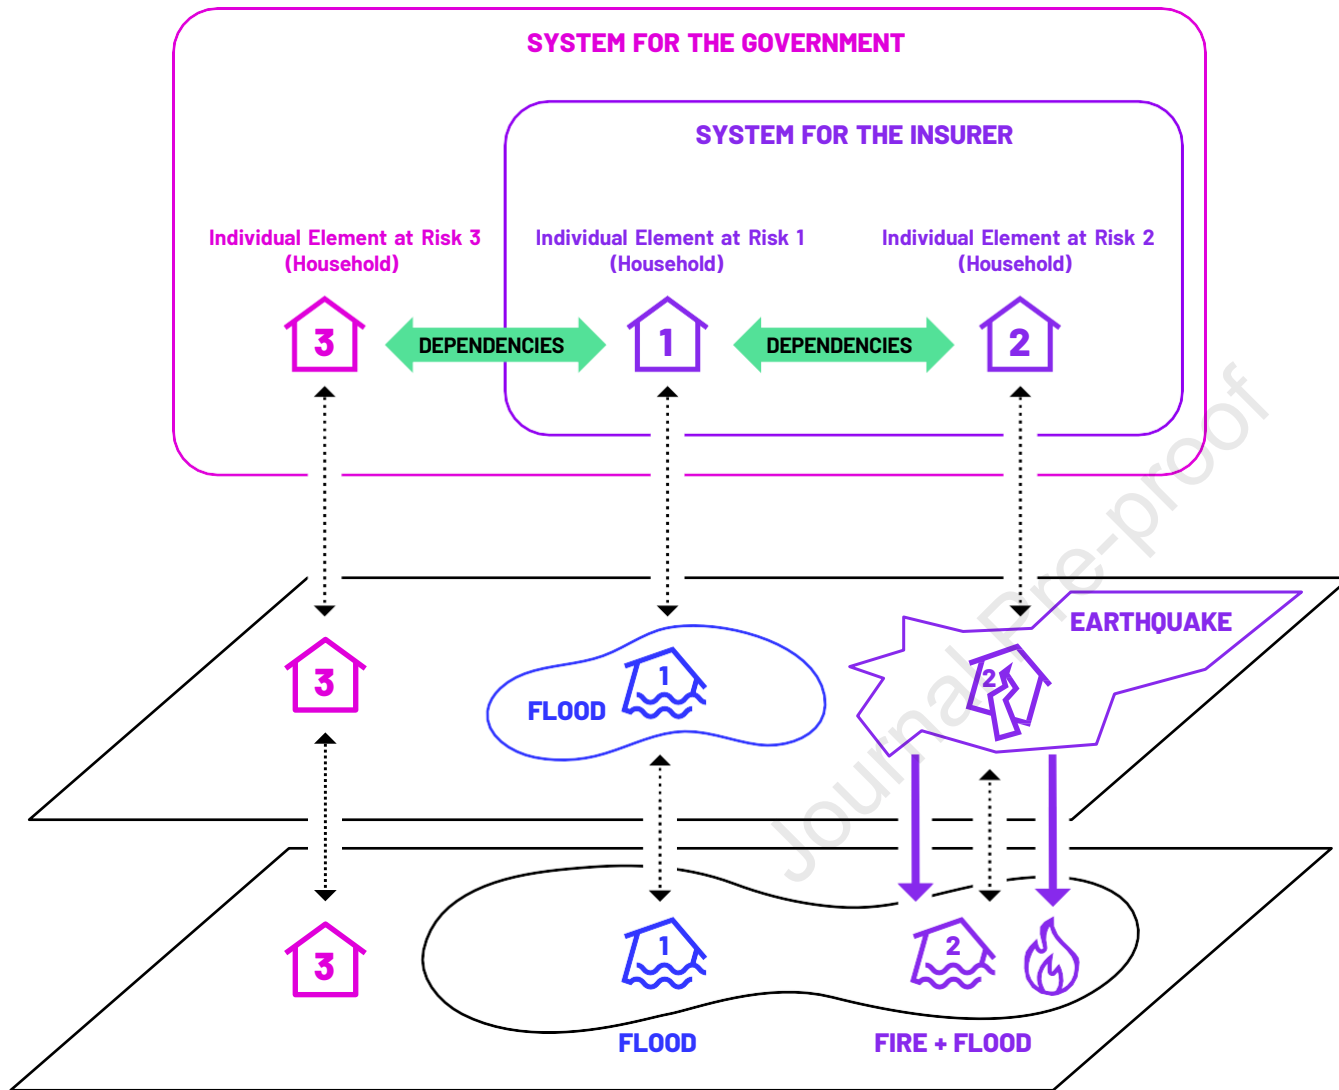 SYSTEM FOR THE GOVERNMENT
SYSTEM FOR THE INSURER
Individual Element at Risk 3
(Household)
Individual Element at Risk 1
(Household)
Individual Element at Risk 2
(Household)
3
DEPENDENCIES
1
DEPENDENCIES
2
EARTHQUAKE
3
FLOOD
1
2
Journal Pre-proof
3
1
2
FLOOD
FIRE + FLOOD